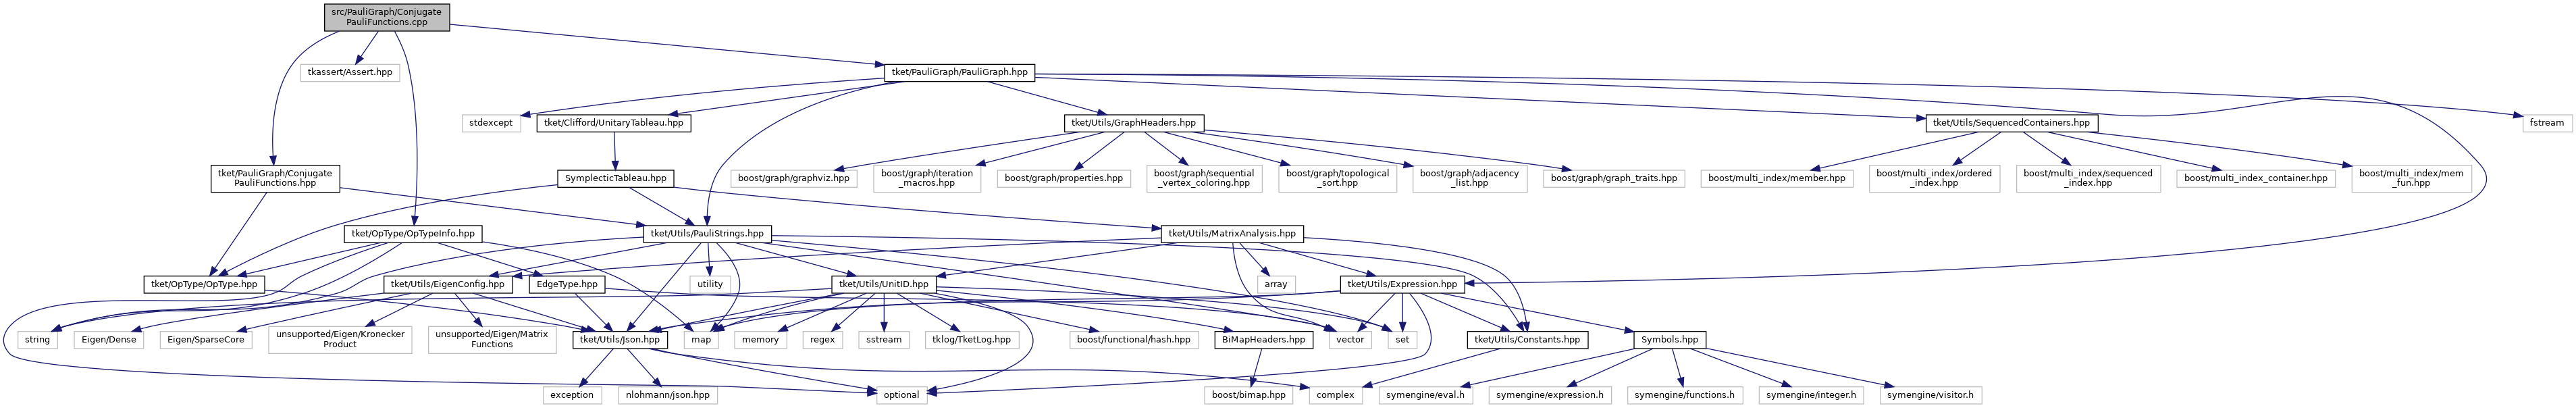 src/PauliGraph/Conjugate
PauliFunctions.cpp
tkassert/Assert.hpp
tket/PauliGraph/PauliGraph.hpp
stdexcept
tket/Clifford/UnitaryTableau.hpp
tket/Utils/GraphHeaders.hpp
tket/Utils/SequencedContainers.hpp
fstream
tket/PauliGraph/Conjugate
PauliFunctions.hpp
SymplecticTableau.hpp
boost/graph/graphviz.hpp
boost/graph/iteration
_macros.hpp
boost/graph/properties.hpp
boost/graph/sequential
_vertex_coloring.hpp
boost/graph/topological
_sort.hpp
boost/graph/adjacency
_list.hpp
boost/graph/graph_traits.hpp
boost/multi_index/member.hpp
boost/multi_index/ordered
_index.hpp
boost/multi_index/sequenced
_index.hpp
boost/multi_index_container.hpp
boost/multi_index/mem
_fun.hpp
tket/OpType/OpTypeInfo.hpp
tket/Utils/PauliStrings.hpp
tket/Utils/MatrixAnalysis.hpp
tket/OpType/OpType.hpp
tket/Utils/EigenConfig.hpp
EdgeType.hpp
utility
tket/Utils/UnitID.hpp
array
tket/Utils/Expression.hpp
string
Eigen/Dense
Eigen/SparseCore
unsupported/Eigen/Kronecker
Product
unsupported/Eigen/Matrix
Functions
tket/Utils/Json.hpp
map
memory
regex
sstream
tklog/TketLog.hpp
boost/functional/hash.hpp
BiMapHeaders.hpp
vector
set
tket/Utils/Constants.hpp
Symbols.hpp
exception
nlohmann/json.hpp
optional
boost/bimap.hpp
complex
symengine/eval.h
symengine/expression.h
symengine/functions.h
symengine/integer.h
symengine/visitor.h